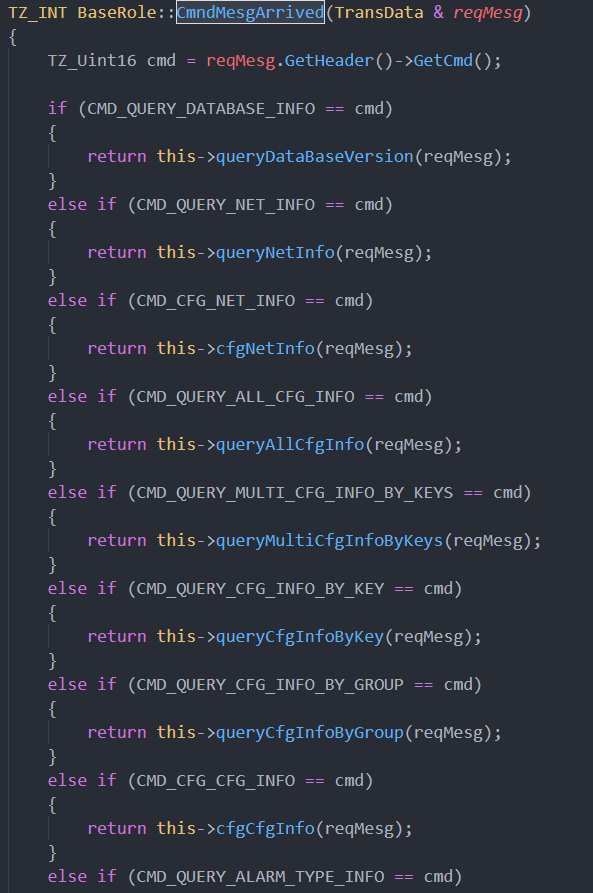 TZ_INT BaseRole::CmndMesgArrived(TransData & reqMesg)
{
    TZ_Uint16 cmd = reqMesg.GetHeader()->GetCmd();

    if (CMD_QUERY_DATABASE_INFO == cmd)
    {
        return this->queryDataBaseVersion(reqMesg);
    }
    else if (CMD_QUERY_NET_INFO == cmd)
    {
        return this->queryNetInfo(reqMesg);
    }
    else if (CMD_CFG_NET_INFO == cmd)
    {
        return this->cfgNetInfo(reqMesg);
    }
    else if (CMD_QUERY_ALL_CFG_INFO == cmd)
    {
        return this->queryAllCfgInfo(reqMesg);
    }
    else if (CMD_QUERY_MULTI_CFG_INFO_BY_KEYS == cmd)
    {
        return this->queryMultiCfgInfoByKeys(reqMesg);
    }
    else if (CMD_QUERY_CFG_INFO_BY_KEY == cmd)
    {
        return this->queryCfgInfoByKey(reqMesg);
    }
    else if (CMD_QUERY_CFG_INFO_BY_GROUP == cmd)
    {
        return this->queryCfgInfoByGroup(reqMesg);
    }
    else if (CMD_CFG_CFG_INFO == cmd)
    {
        return this->cfgCfgInfo(reqMesg);
    }
    else if (CMD_QUERY_ALARM_TYPE_INFO == cmd)